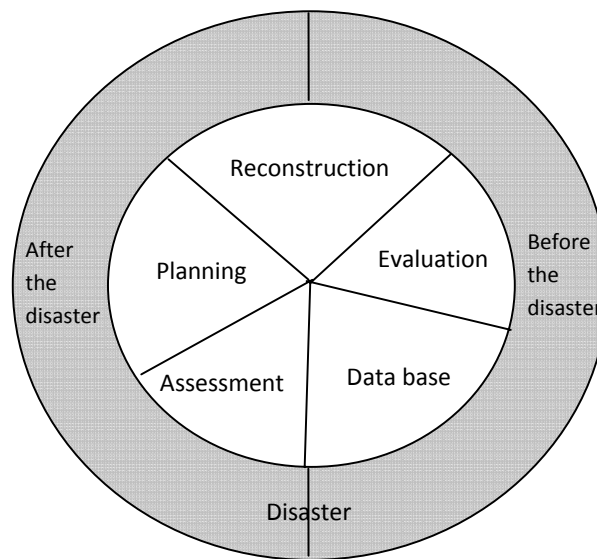 Reconstruction
After
the
disaster
Planning
Evaluation
Before
the
disaster
Assessment
Data base
Disaster